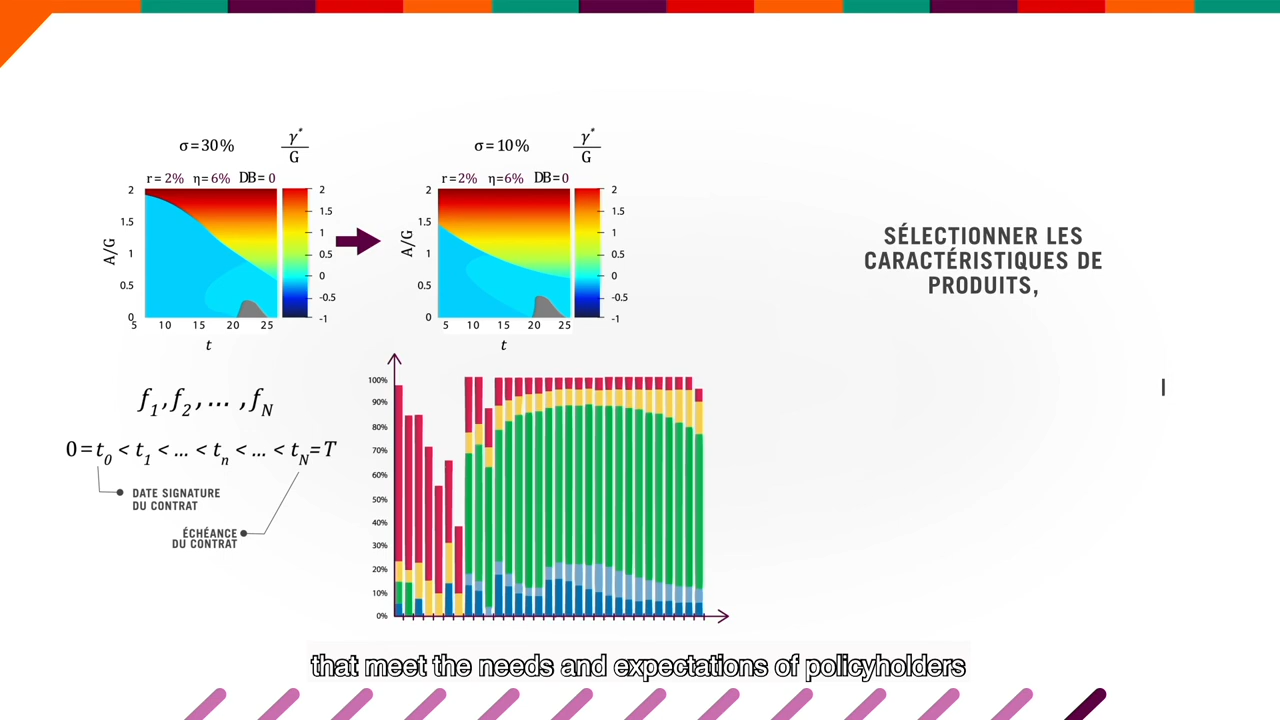 σ = 30 %
γ*
G
r = 2% η = 6% DB = 0
2
1.5
1
0.5
0
A/G
5 10 15 20 25
t
2
1.5
1
0.5
0
-0.5
-1
σ = 10 %
γ*
G
r = 2% η = 6% DB = 0
2
1.5
1
0.5
0
A/G
5 10 15 20 25
t
2
1.5
1
0.5
0
-0.5
-1
SÉLECTIONNER LES
CARACTÉRISTIQUES DE
PRODUITS,
f1, f2, ... , fN
0 = t0 < t1 < ... < tn < ... < tN = T
DATE SIGNATURE
DU CONTRAT
ÉCHÉANCE
DU CONTRAT
100%
90%
80%
70%
60%
50%
40%
30%
20%
10%
0%
that meet the needs and expectations of policyholders